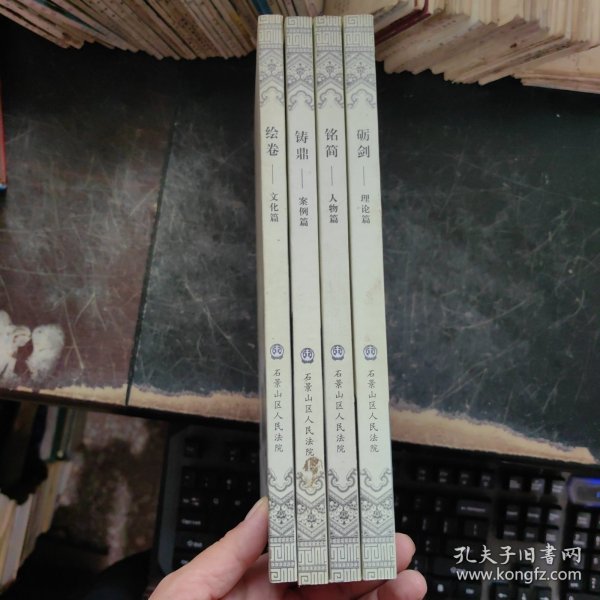 绘卷——文化篇
石景山区人民法院
铸鼎——案例篇
石景山区人民法院
铭简——人物篇
石景山区人民法院
砺剑——理论篇
石景山区人民法院
孔夫子旧书网
www.kongfz.com